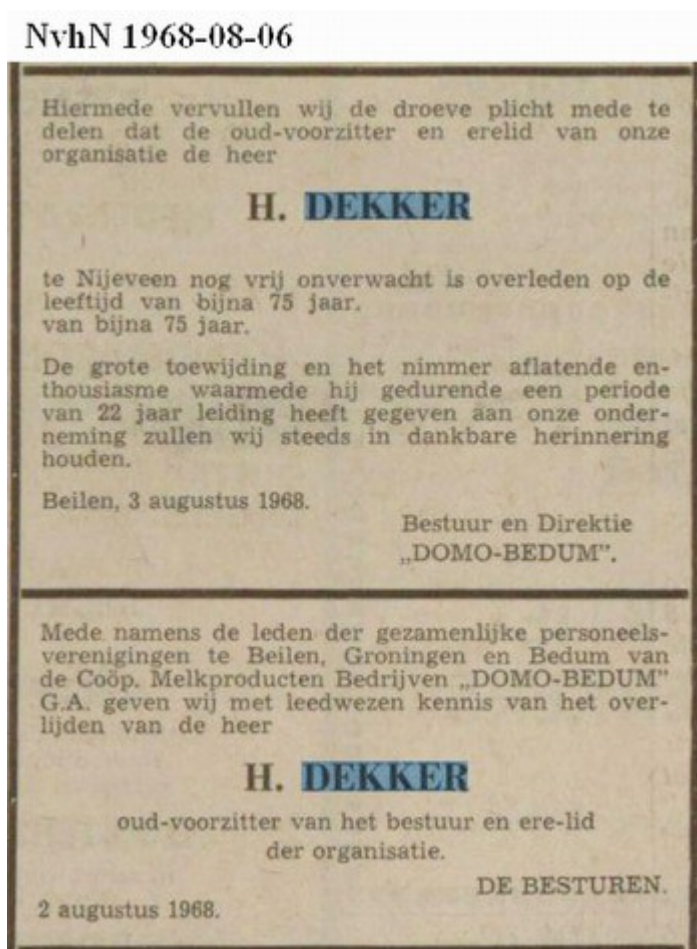 NvhN 1968-08-06
Hiermede vervullen wij de droeve plicht mede te
delen dat de oud-voorzitter en erelid van onze
organisatie de heer
H. DEKKER
te Nijeveen nog vrij onverwacht is overleden op de
leeftijd van bijna 75 jaar.
van bijna 75 jaar.
De grote toewijding en het nimmer aflatende en-
thousiasme waarmede hij gedurende een periode
van 22 jaar leiding heeft gegeven aan onze onder-
neming zullen wij steeds in dankbare herinnering
houden.
Beilen, 3 augustus 1968.
Bestuur en Direktie
„DOMO-BEDUM”.
Mede namens de leden der gezamenlijke personeels-
verenigingen te Beilen, Groningen en Bedum van
de Coöp. Melkproducten Bedrijven „DOMO-BEDUM”
G.A. geven wij met leedwezen kennis van het over-
lijden van de heer
H. DEKKER
oud-voorzitter van het bestuur en ere-lid
der organisatie.
DE BESTUREN.
2 augustus 1968.